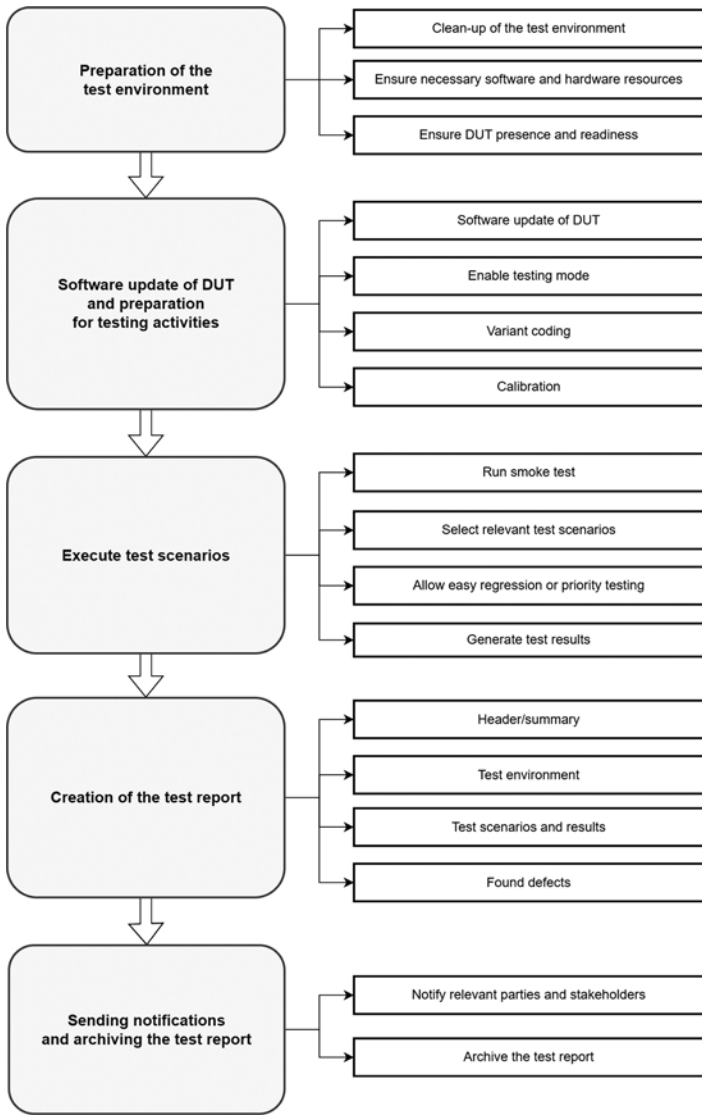 Preparation of the
test environment
Clean-up of the test environment
Ensure necessary software and hardware resources
Ensure DUT presence and readiness
Software update of DUT
and preparation
for testing activities
Software update of DUT
Enable testing mode
Variant coding
Calibration
Execute test scenarios
Run smoke test
Select relevant test scenarios
Allow easy regression or priority testing
Generate test results
Creation of the test report
Header/summary
Test environment
Test scenarios and results
Found defects
Sending notifications
and archiving the test report
Notify relevant parties and stakeholders
Archive the test report